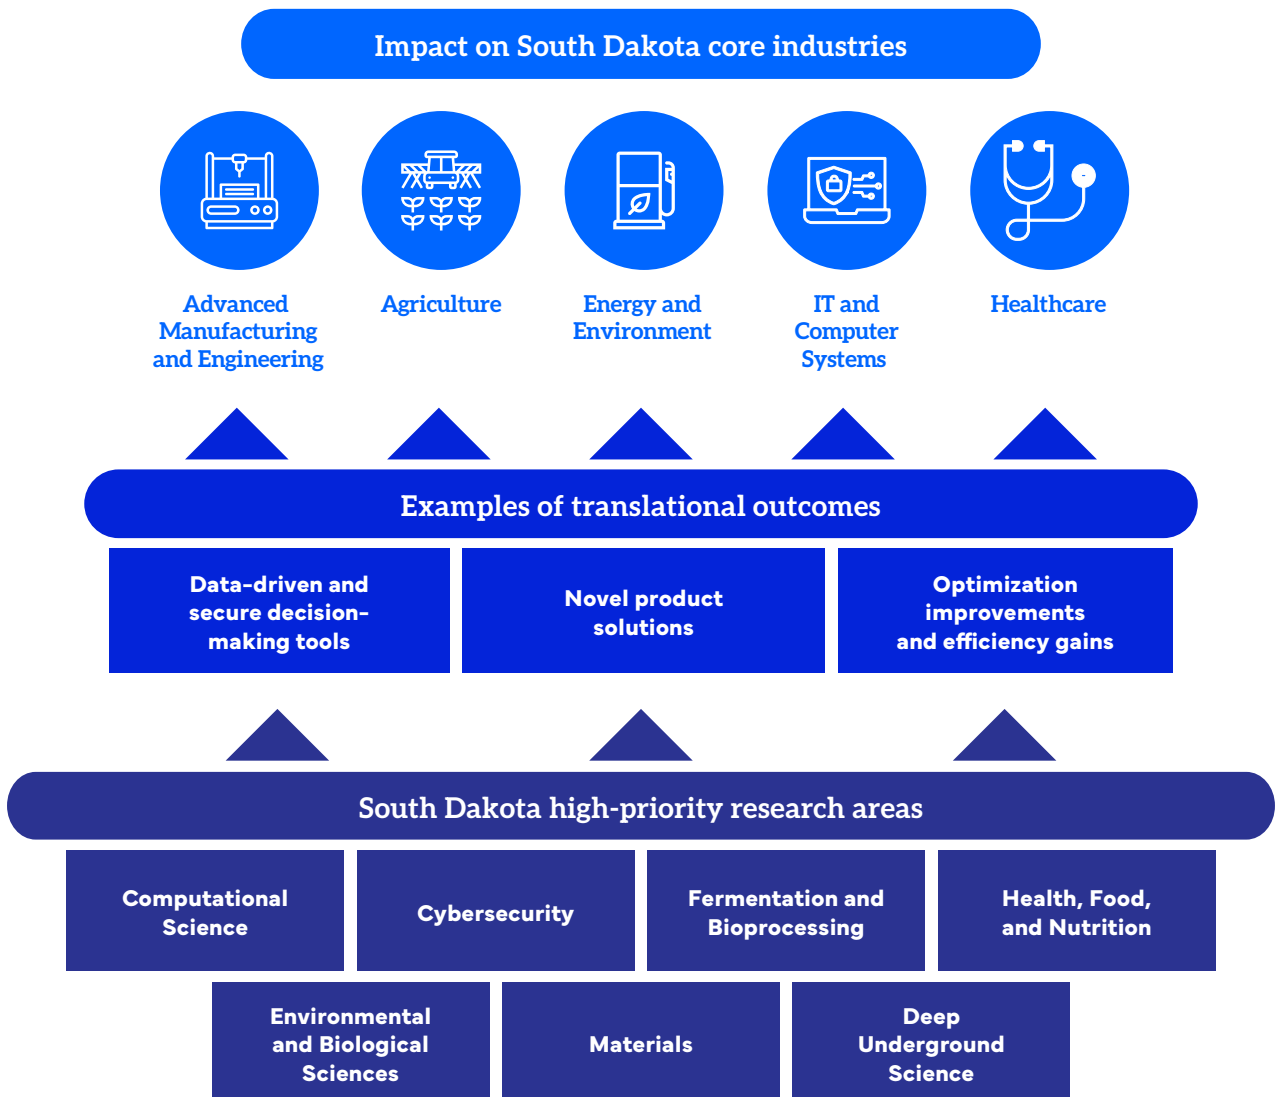 Impact on South Dakota core industries
Advanced
Manufacturing
and Engineering
Agriculture
Energy and
Environment
IT and
Computer
Systems
Healthcare
Examples of translational outcomes
Data-driven and
secure decision-
making tools
Novel product
solutions
Optimization
improvements
and efficiency gains
South Dakota high-priority research areas
Computational
Science
Cybersecurity
Fermentation and
Bioprocessing
Health, Food,
and Nutrition
Environmental
and Biological
Sciences
Materials
Deep
Underground
Science